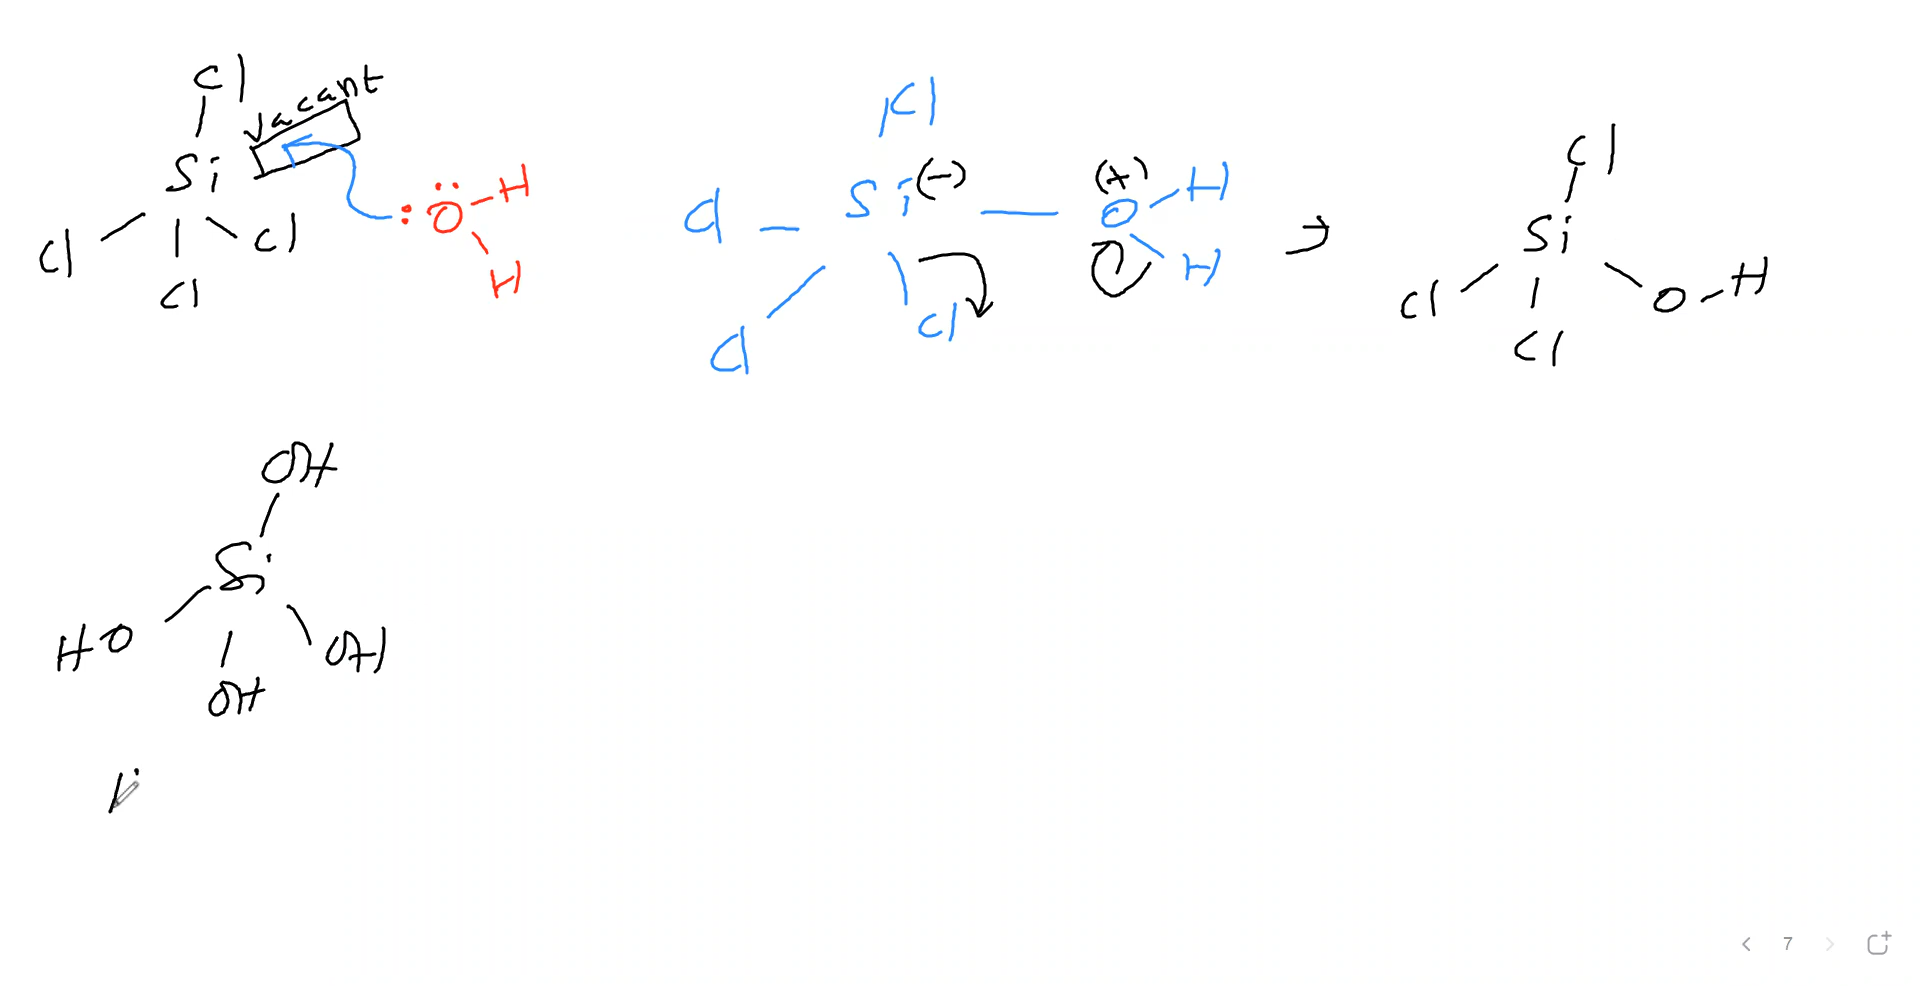 Cl
vacant
Si
:Ö-H
H
Cl Cl
Cl
Cl
Si(-) — O(+) H
Cl H
Cl Cl
→
Cl
Si
Cl O-H
Cl
OH
Si
HO OH
OH
7